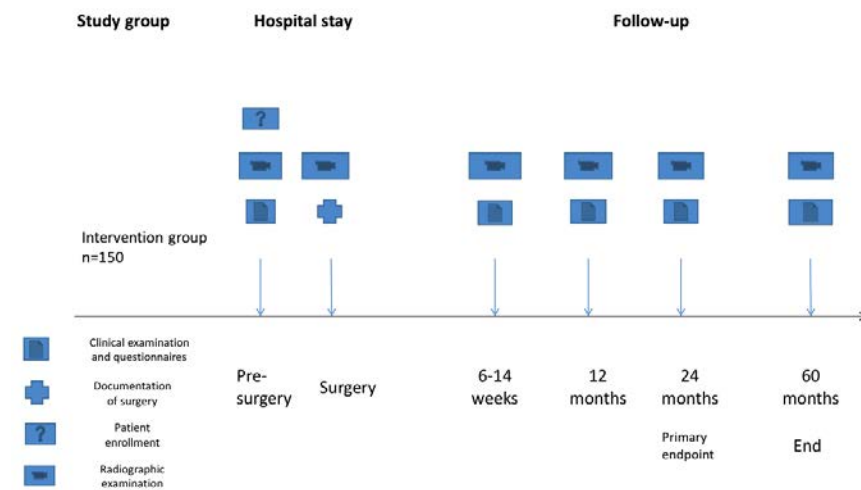 Study group
Hospital stay
Follow-up
?
Intervention group
n=150
Clinical examination
and questionnaires
Documentation
of surgery
?
Patient
enrollment
Radiographic
examination
Pre-
surgery
Surgery
6-14
weeks
12
months
24
months
Primary
endpoint
60
months
End